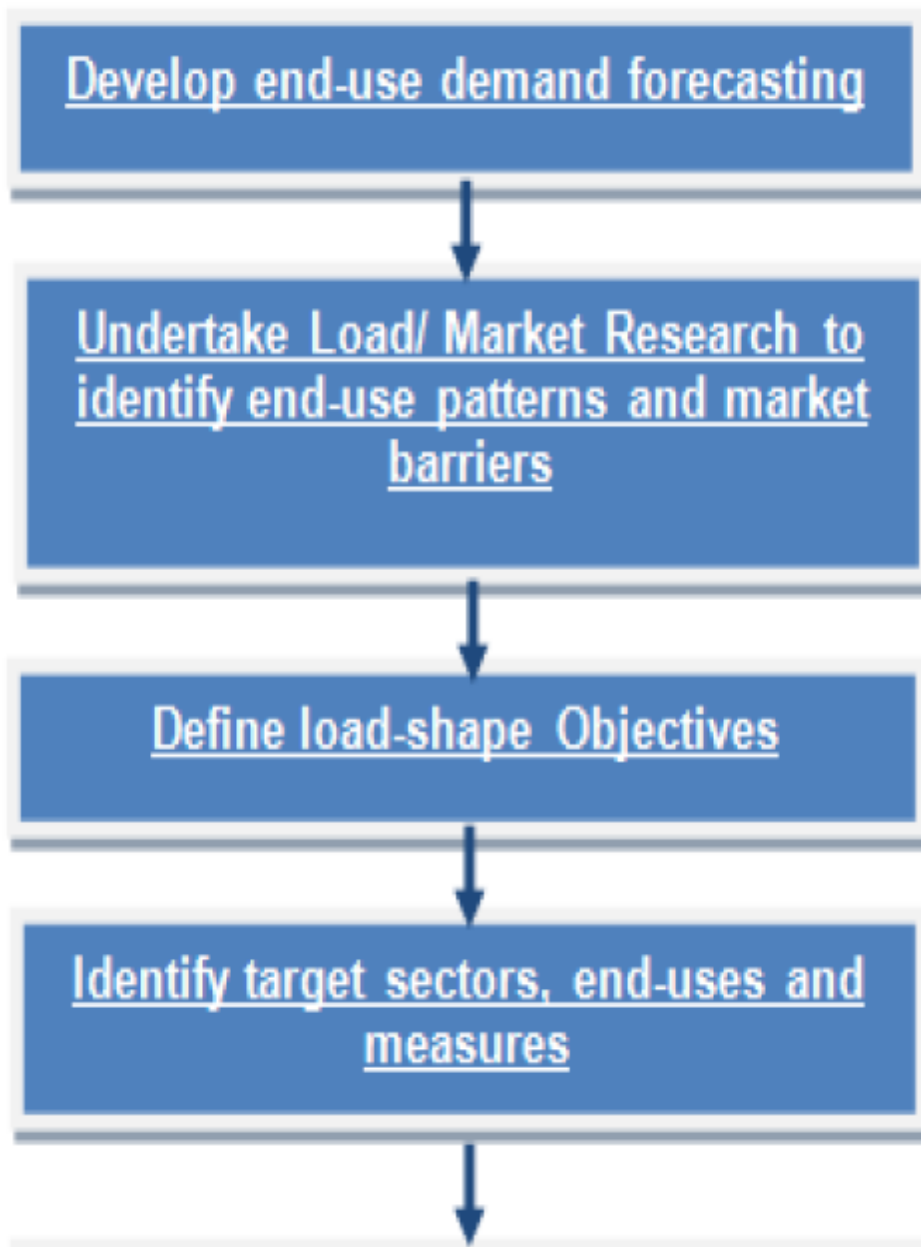 Develop end-use demand forecasting
Undertake Load/ Market Research to
identify end-use patterns and market
barriers
Define load-shape Objectives
Identify target sectors, end-uses and
measures